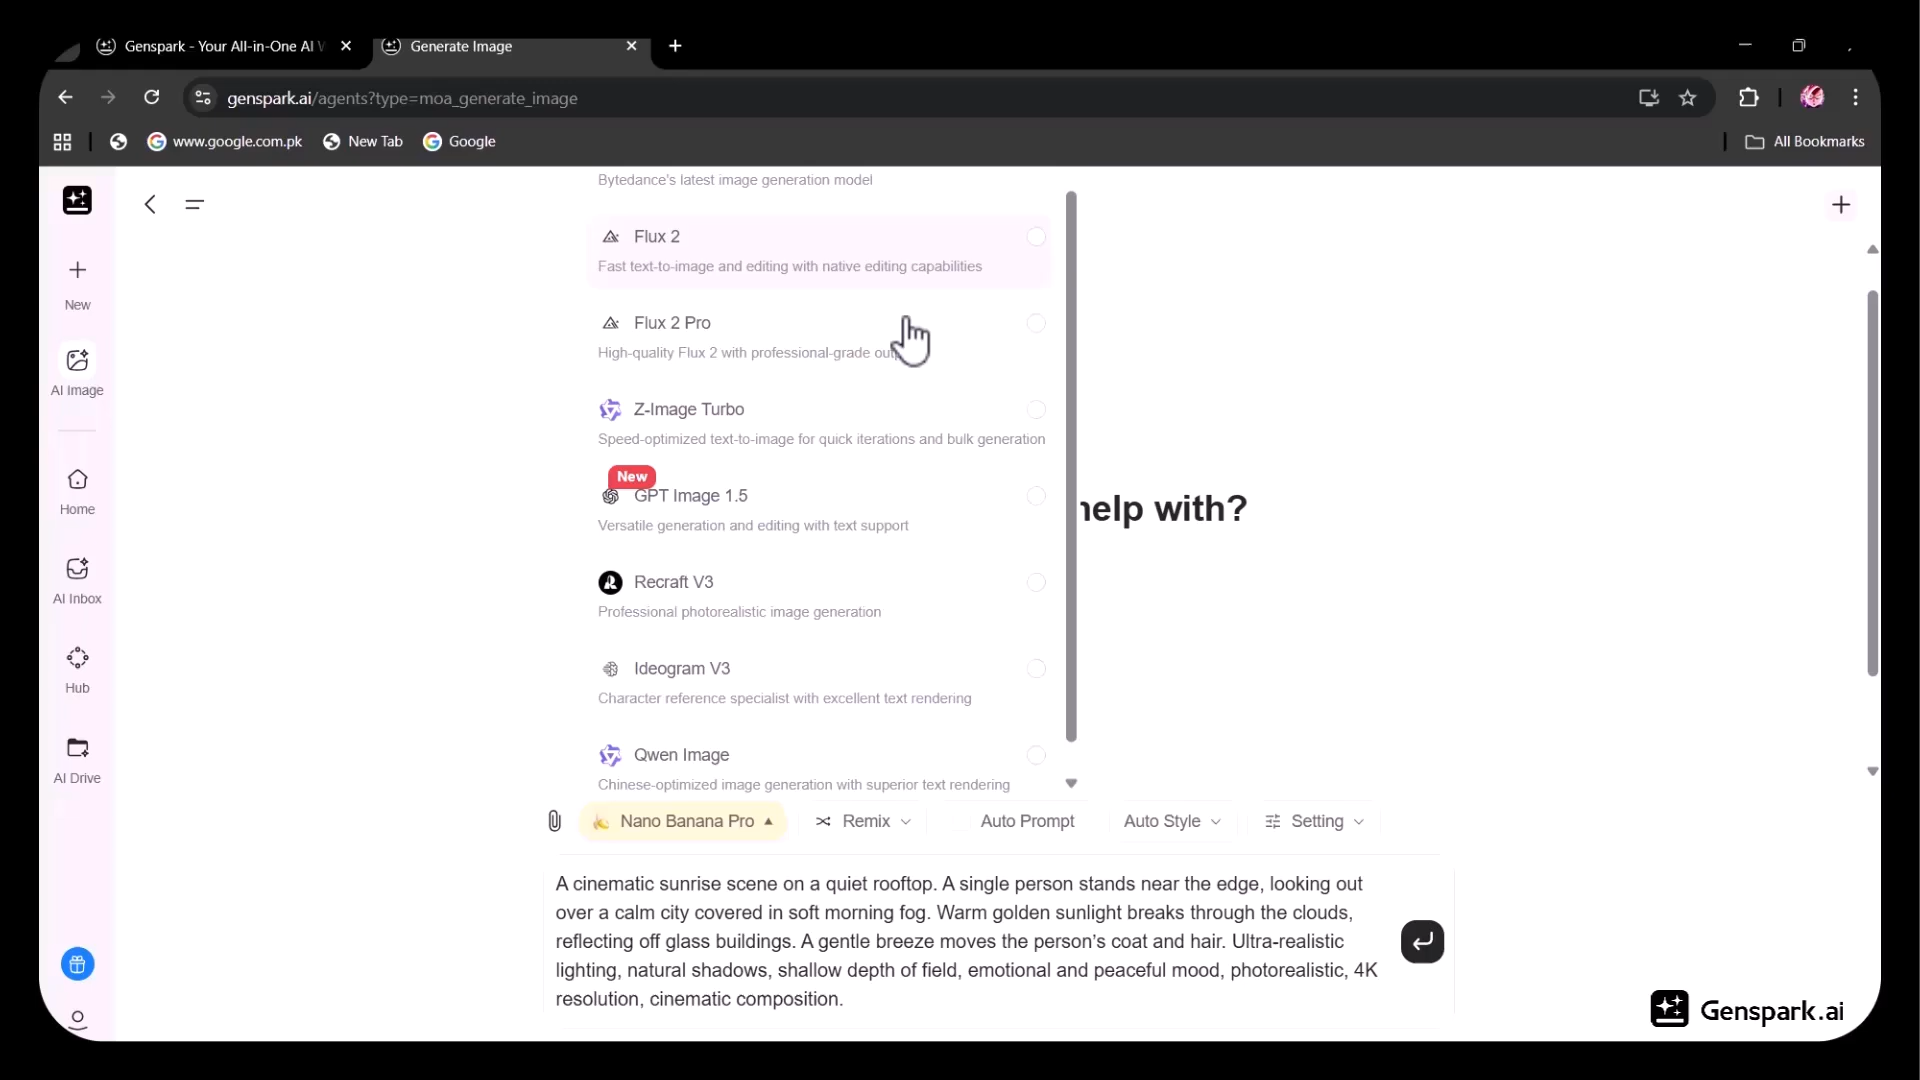 Genspark - Your All-in-One AI W
Generate Image
genspark.ai/agents?type=moa_generate_image
www.google.com.pk
New Tab
Google
All Bookmarks
Bytedance's latest image generation model
Flux 2
Fast text-to-image and editing with native editing capabilities
Flux 2 Pro
High-quality Flux 2 with professional-grade
Z-Image Turbo
Speed-optimized text-to-image for quick iterations and bulk generation
New
GPT Image 1.5
Versatile generation and editing with text support
Recraft V3
Professional photorealistic image generation
Ideogram V3
Character reference specialist with excellent text rendering
Qwen Image
Chinese-optimized image generation with superior text rendering
help with?
New
AI Image
Home
AI Inbox
Hub
AI Drive
Nano Banana Pro
Remix
Auto Prompt
Auto Style
Setting
A cinematic sunrise scene on a quiet rooftop. A single person stands near the edge, looking out
over a calm city covered in soft morning fog. Warm golden sunlight breaks through the clouds,
reflecting off glass buildings. A gentle breeze moves the person's coat and hair. Ultra-realistic
lighting, natural shadows, shallow depth of field, emotional and peaceful mood, photorealistic, 4K
resolution, cinematic composition.
Genspark.ai